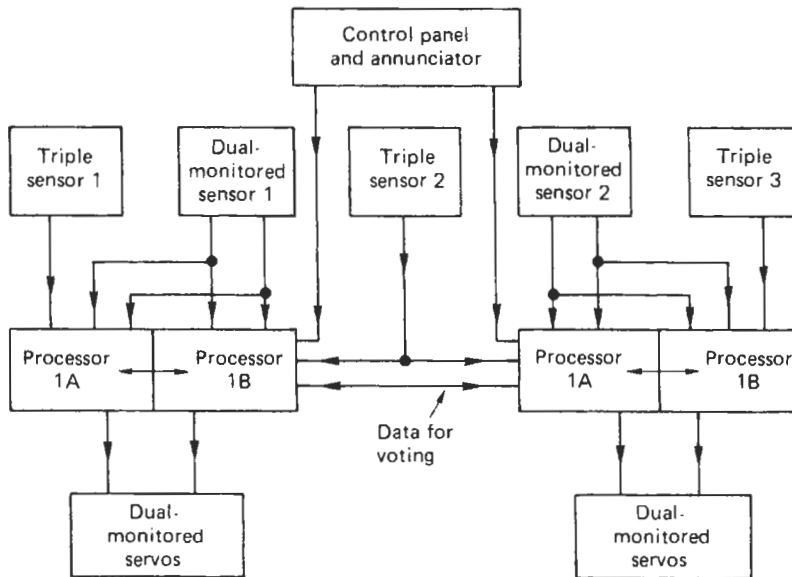 Control panel
and annunciator
Triple
sensor 1
Dual-
monitored
sensor 1
Triple
sensor 2
Dual-
monitored
sensor 2
Triple
sensor 3
Processor
1A
Processor
1B
Processor
1A
Processor
1B
Data for
voting
Dual-
monitored
servos
Dual-
monitored
servos